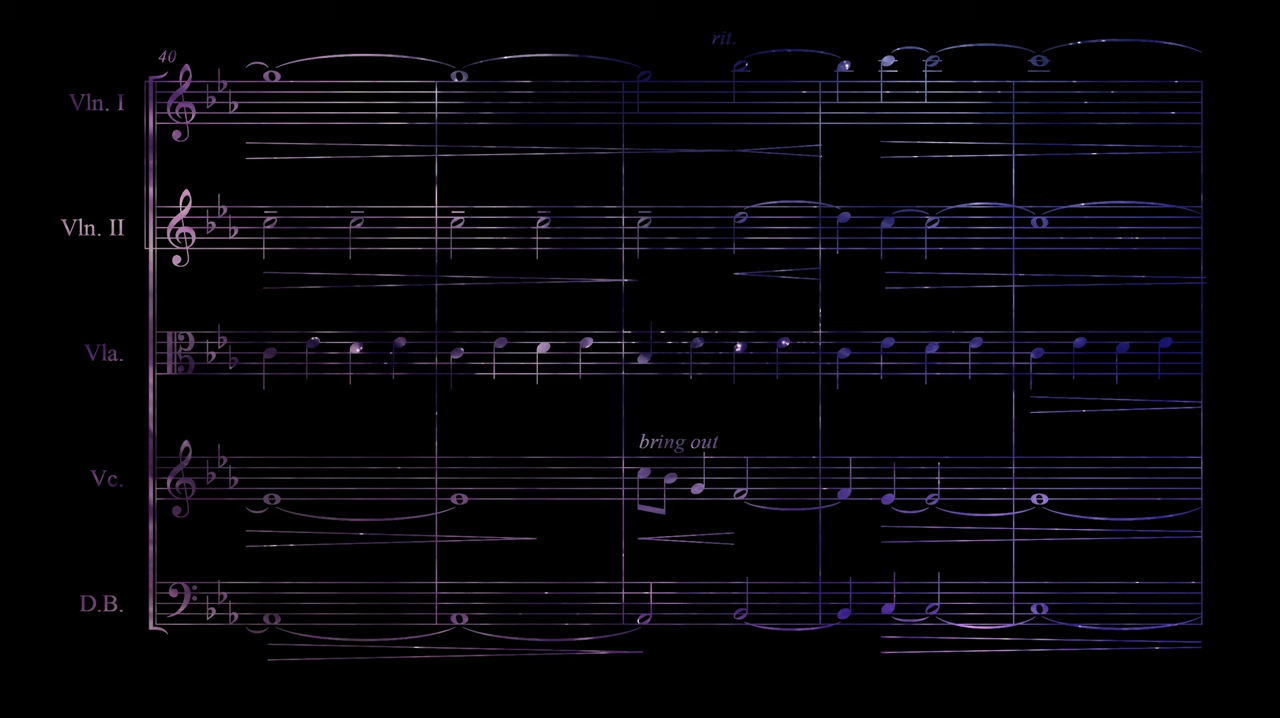 rit.
40
Vln. I
Vln. II
Vla.
bring out
Vc.
D.B.